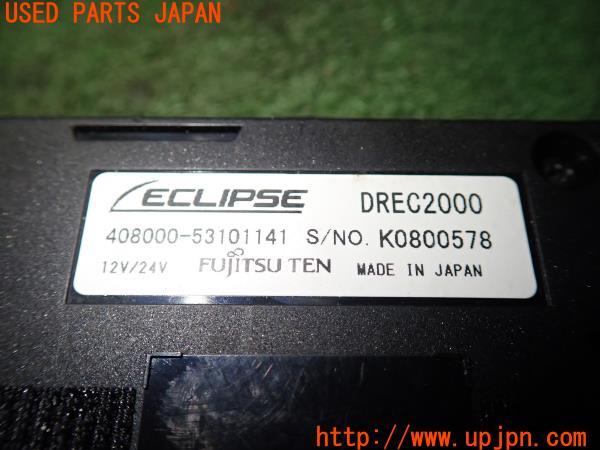 USED PARTS JAPAN
ECLIPSE DREC2000
408000-53101141 S/NO. K0800578
12V/24V FUJITSU TEN MADE IN JAPAN
http://www.upjpn.com